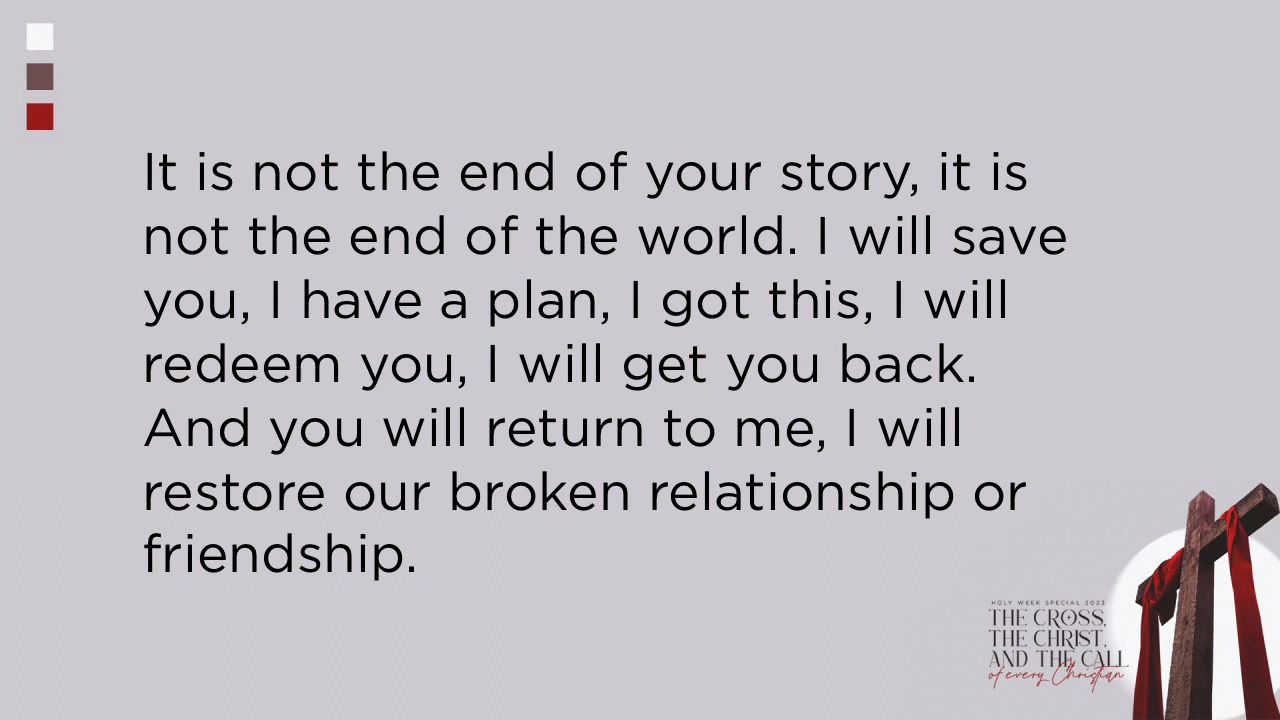 It is not the end of your story, it is
not the end of the world. I will save
you, I have a plan, I got this, I will
redeem you, I will get you back.
And you will return to me, I will
restore our broken relationship or
friendship.
HOLY WEEK SPECIAL 2023
THE CROSS,
THE CHRIST,
AND THE CALL
of every Christian